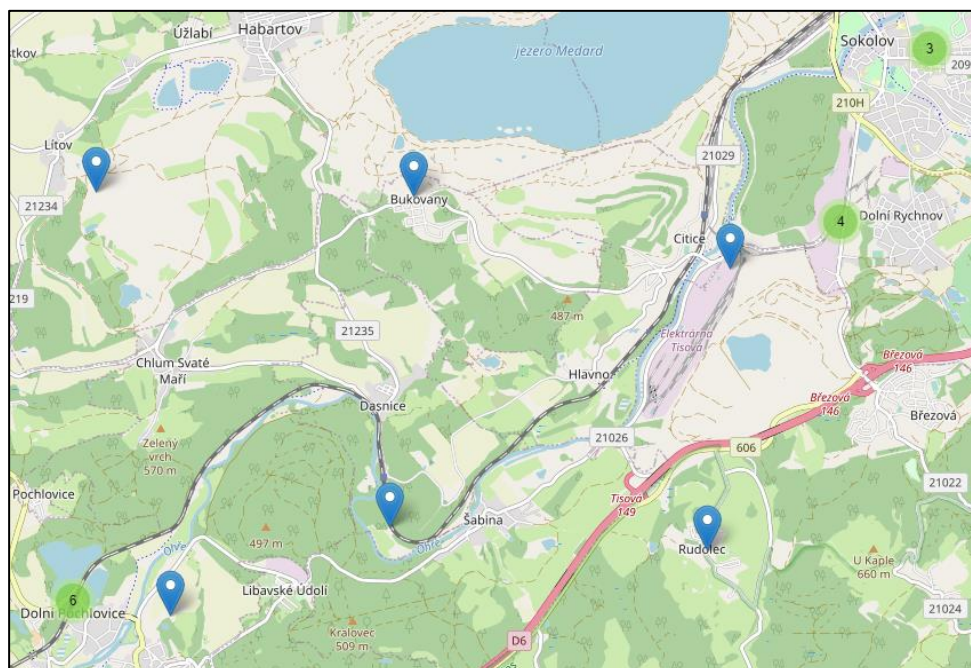 Úžlabí
Habartov
jezero Medard
Sokolov
3
209
210H
Lítov
21029
21234
Bukovany
4
Dolní Rychnov
Citice
219
487 m
21235
Elektrárna
Tisová
Chlum Svaté
Maří
Hlavno
Březová
146
Březová
146
Dasnice
Březová
Zelený
vrch
570 m
21026
606
Pochlovice
Tisová
149
21022
Šabina
497 m
Ohře
Ohře
Rudolec
U Kaple
660 m
Libavské Údolí
6
Dolní Pochlovice
21024
Kralovec
509 m
D6